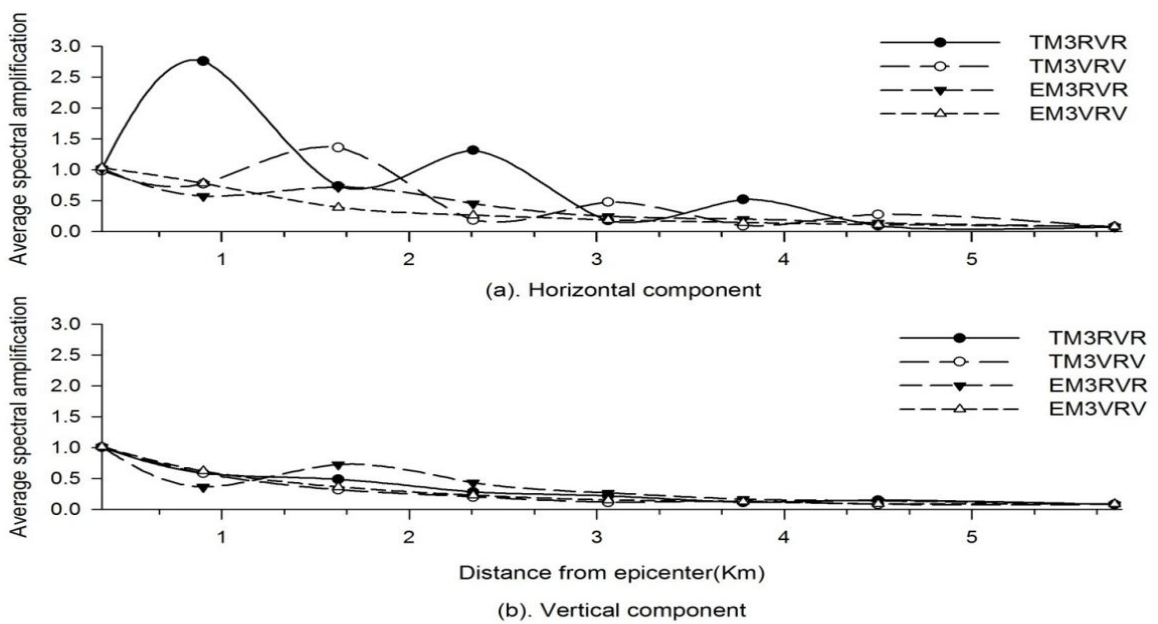 Average spectral amplification
3.0
2.5
2.0
1.5
1.0
0.5
0.0
TM3RVR
TM3VRV
EM3RVR
EM3VRV
1 2 3 4 5
(a). Horizontal component
Average spectral amplification
3.0
2.5
2.0
1.5
1.0
0.5
0.0
TM3RVR
TM3VRV
EM3RVR
EM3VRV
1 2 3 4 5
Distance from epicenter(Km)
(b). Vertical component